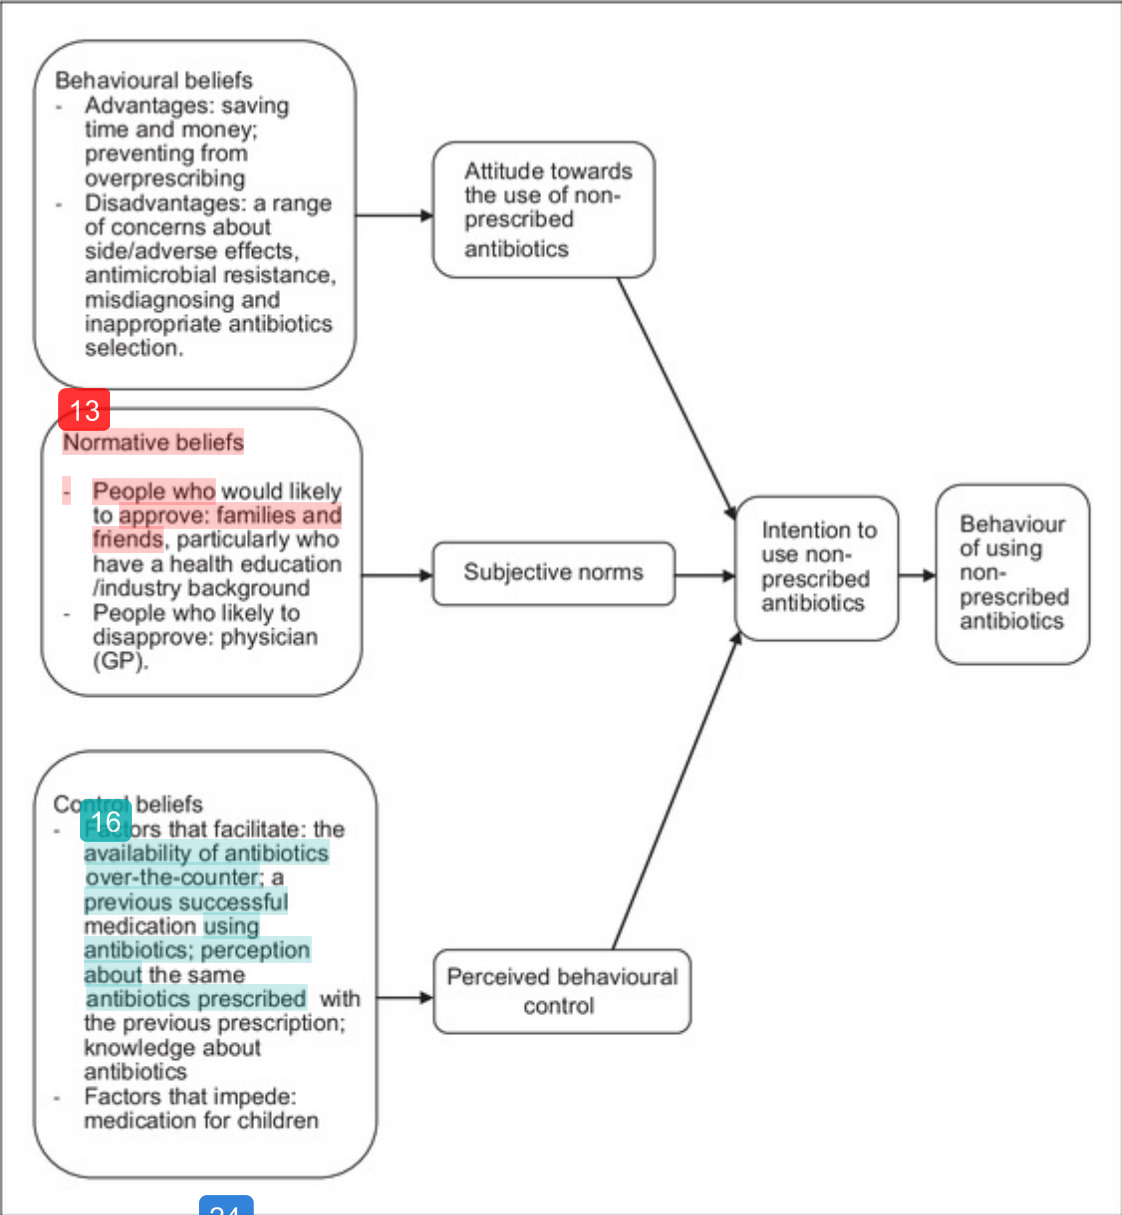 Behavioural beliefs
- Advantages: saving
time and money;
preventing from
overprescribing
- Disadvantages: a range
of concerns about
side/adverse effects,
antimicrobial resistance,
misdiagnosing and
inappropriate antibiotics
selection.
Attitude towards
the use of non-
prescribed
antibiotics
13
Normative beliefs
- People who would likely
to approve: families and
friends, particularly who
have a health education
/industry background
- People who likely to
disapprove: physician
(GP).
Subjective norms
Intention to
use non-
prescribed
antibiotics
Behaviour
of using
non-
prescribed
antibiotics
Control beliefs
16
- Factors that facilitate: the
availability of antibiotics
over-the-counter; a
previous successful
medication using
antibiotics; perception
about the same
antibiotics prescribed with
the previous prescription;
knowledge about
antibiotics
- Factors that impede:
medication for children
Perceived behavioural
control